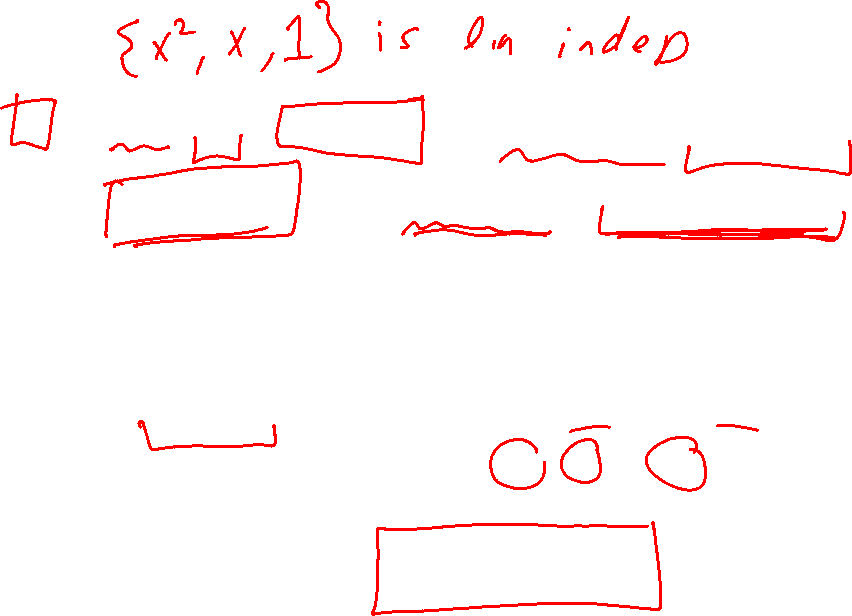 {x², x, 1} is lin indep